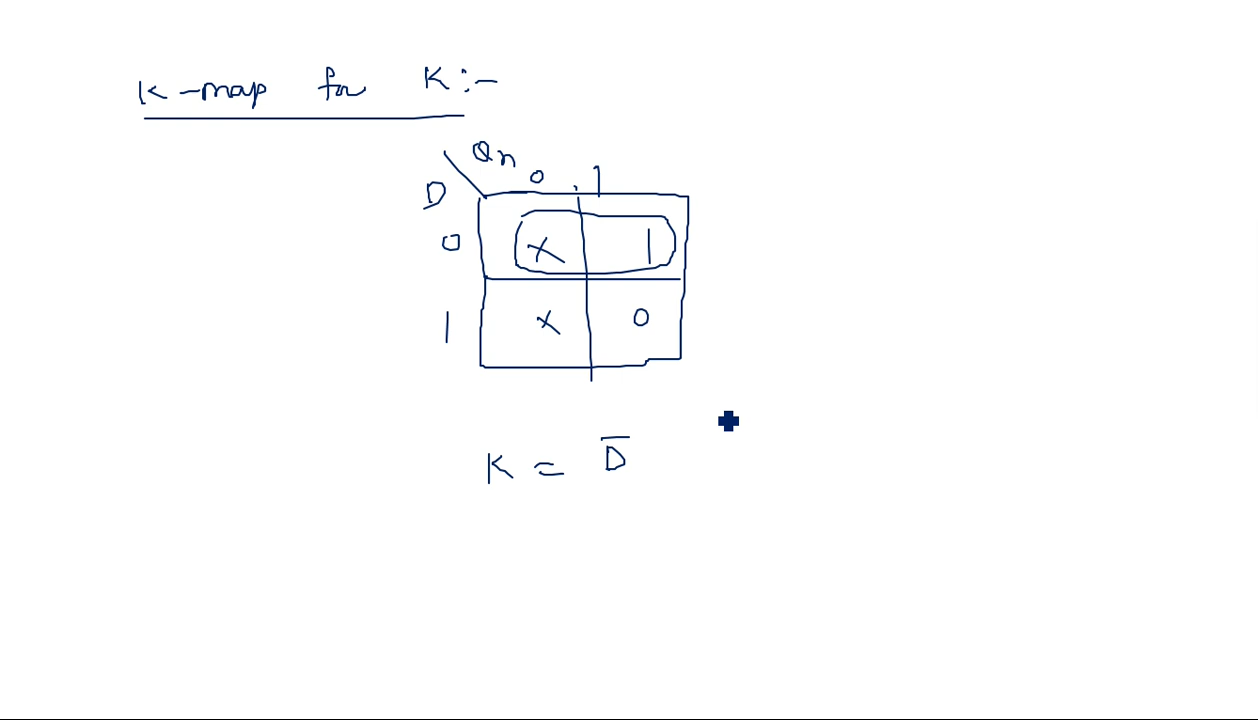 K-map for K:-
Qn
D 0 1
0 X 1
1 X 0
K = D̅